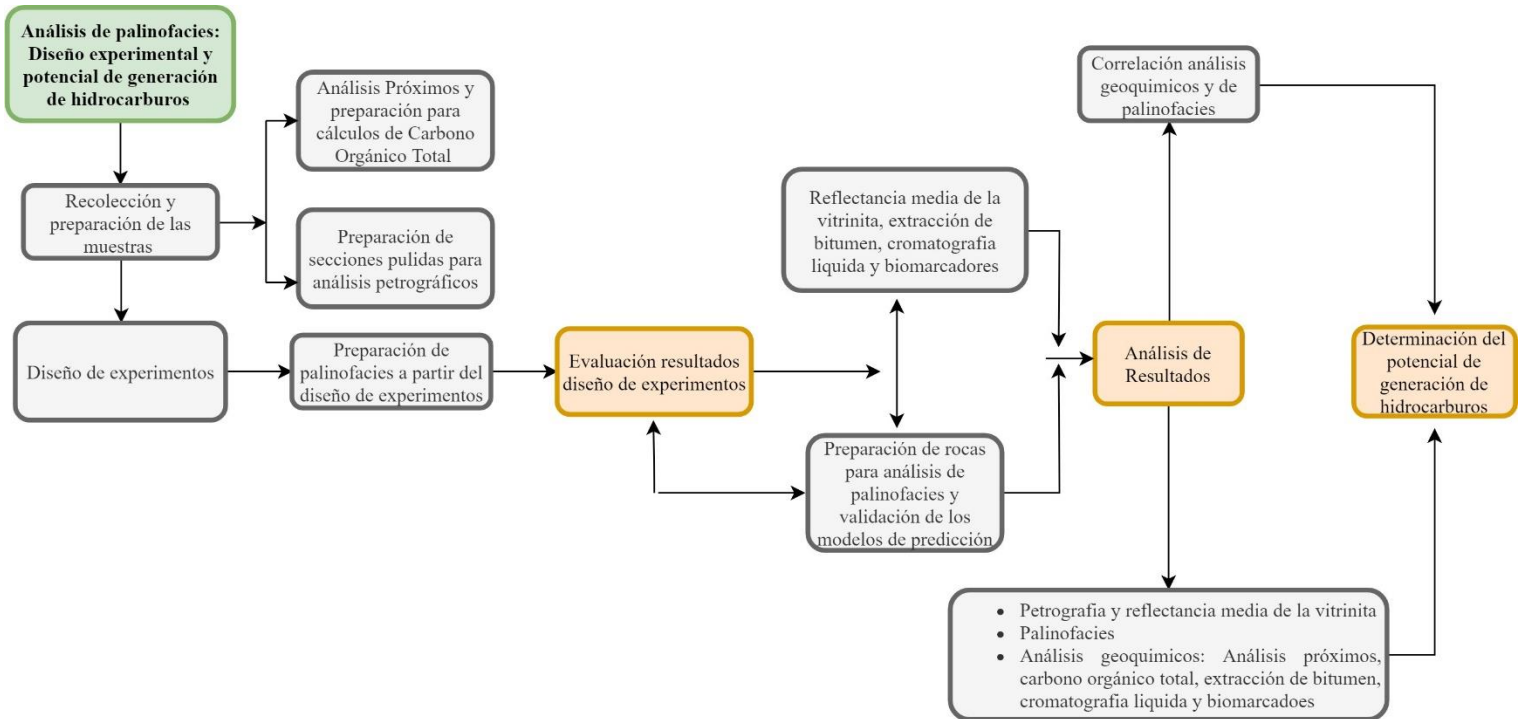 Análisis de palinofacies:
Diseño experimental y
potencial de generación
de hidrocarburos
Recolección y
preparación de las
muestras
Análisis Próximos y
preparación para
cálculos de Carbono
Orgánico Total
Preparación de
secciones pulidas para
análisis petrográficos
Diseño de experimentos
Preparación de
palinofacies a partir del
diseño de experimentos
Evaluación resultados
diseño de experimentos
Reflectancia media de la
vitrinita, extracción de
bitumen, cromatografia
liquida y biomarcadores
Preparación de rocas
para análisis de
palinofacies y
validación de los
modelos de predicción
Análisis de
Resultados
Correlación análisis
geoquimicos y de
palinofacies
• Petrografia y reflectancia media de la vitrinita
• Palinofacies
• Análisis geoquimicos: Análisis próximos,
carbono orgánico total, extracción de bitumen,
cromatografia liquida y biomarcadoes
Determinación del
potencial de
generación de
hidrocarburos